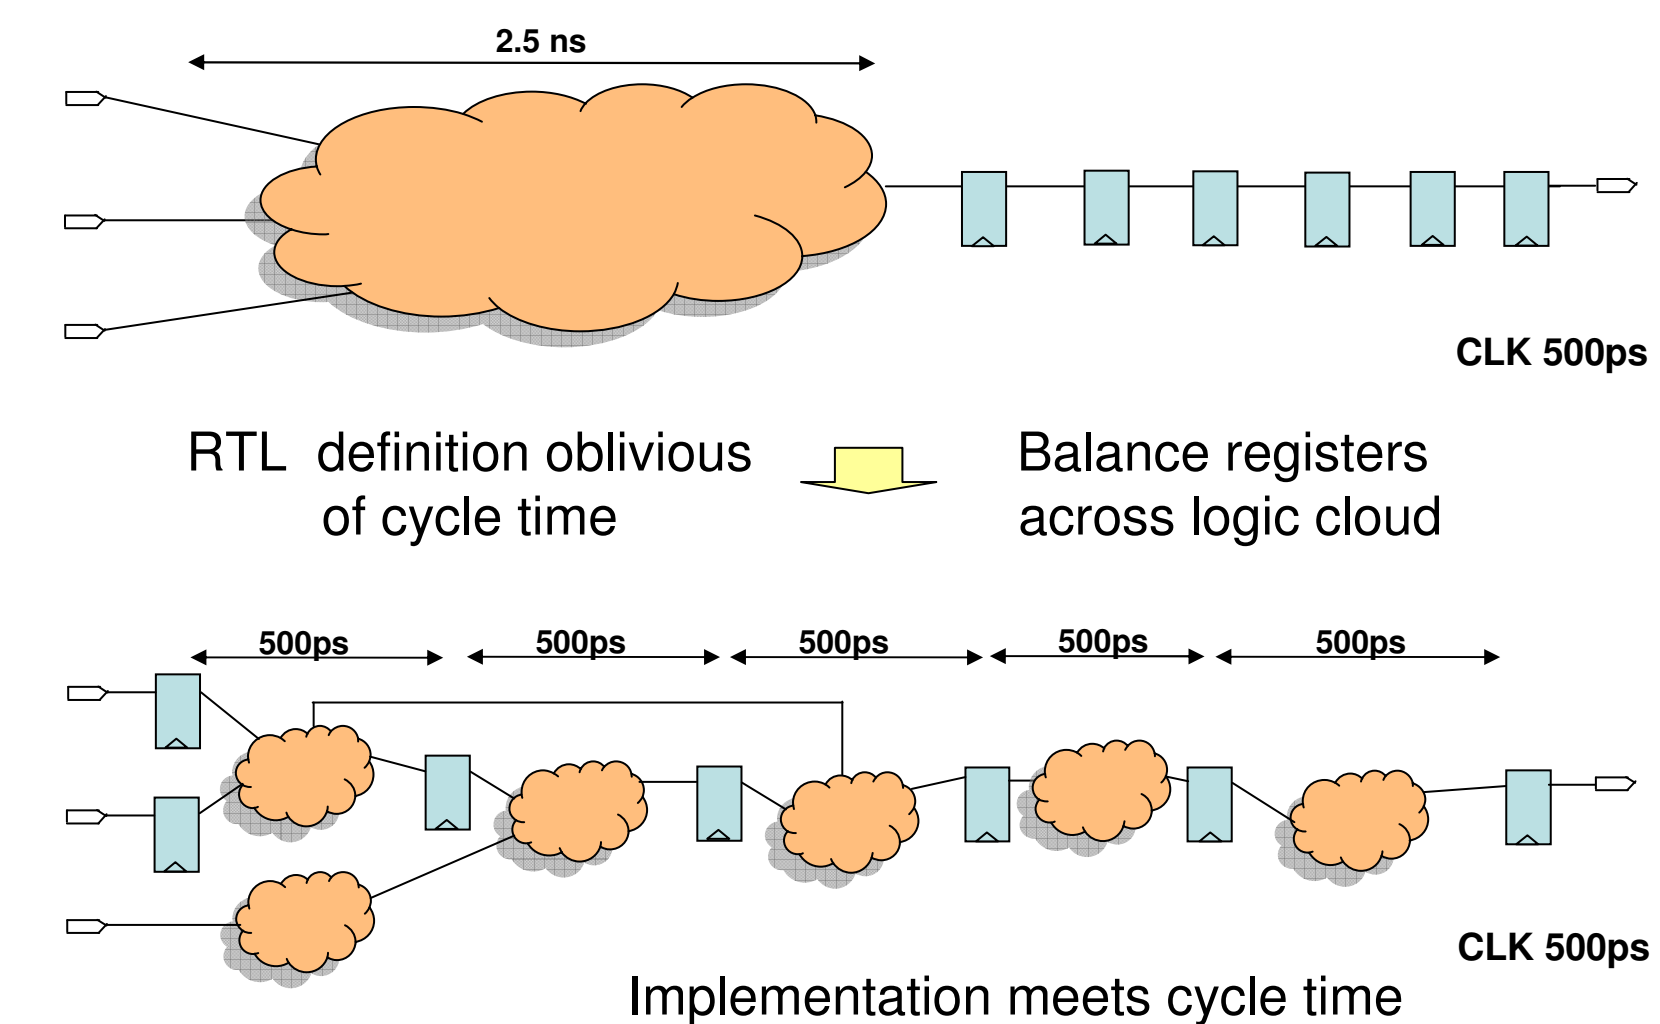 2.5 ns
CLK 500ps
RTL definition oblivious
of cycle time
Balance registers
across logic cloud
500ps
500ps
500ps
500ps
500ps
CLK 500ps
Implementation meets cycle time